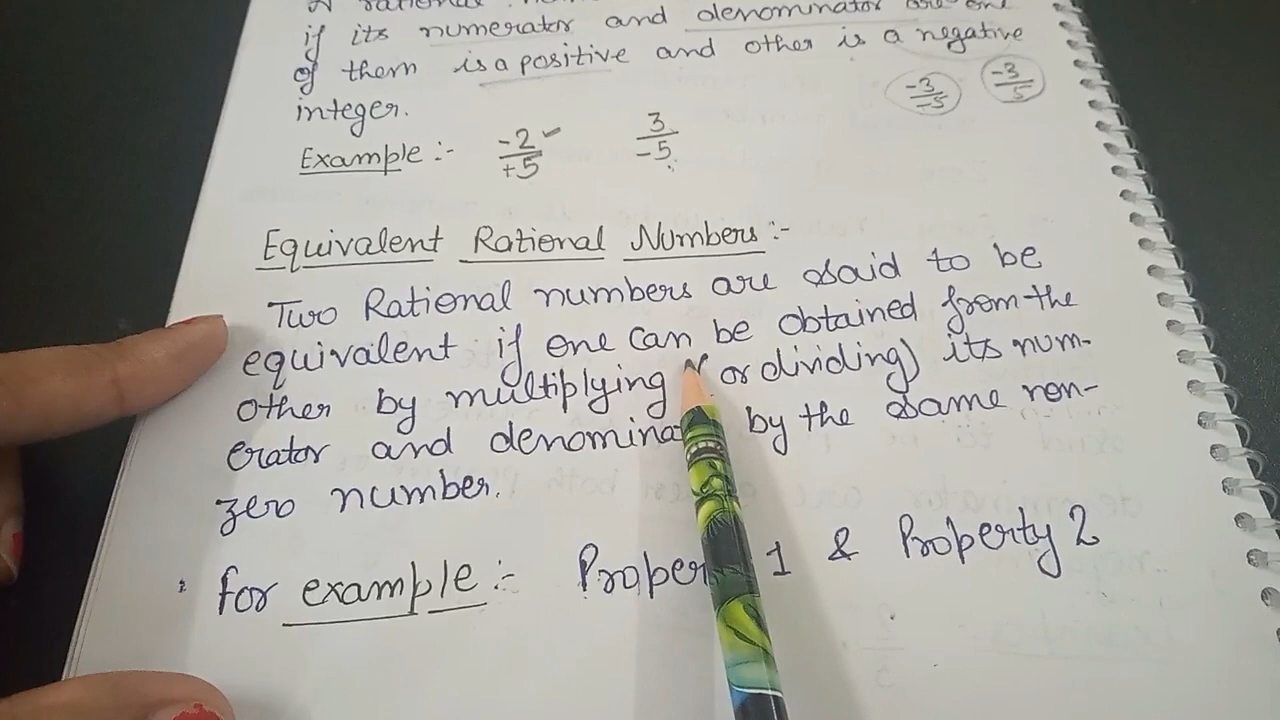 A rational
if its numerator and denominator are one
of them is a positive and other is a negative
integer.
-3/-5 -3/5
Example :- -2/+5 3/-5
Equivalent Rational Numbers :-
Two Rational numbers are said to be
equivalent if one can be obtained from the
other by multiplying (or dividing) its num-
erator and denomina by the same non-
zero number.
for example :- Proper 1 & Property 2